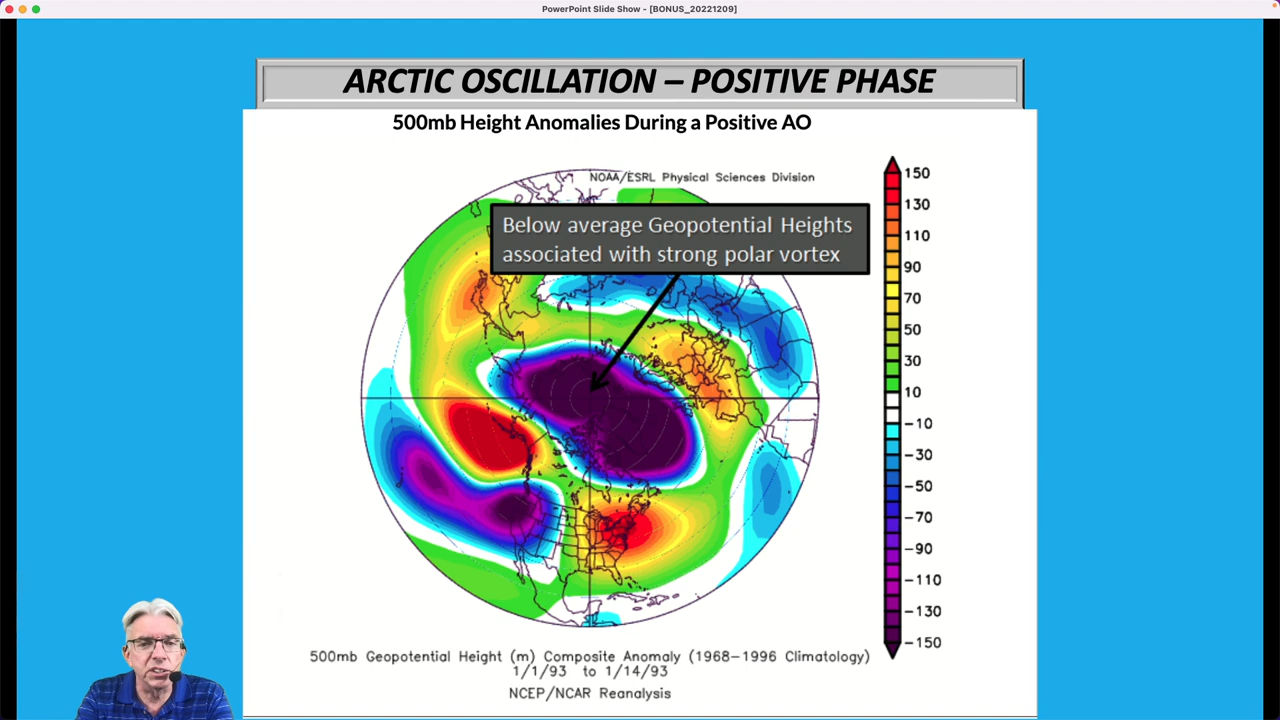 PowerPoint Slide Show - [BONUS_20221209]
ARCTIC OSCILLATION – POSITIVE PHASE
500mb Height Anomalies During a Positive AO
NOAA/ESRL Physical Sciences Division
Below average Geopotential Heights
associated with strong polar vortex
150
130
110
90
70
50
30
10
-10
-30
-50
-70
-90
-110
-130
-150
500mb Geopotential Height (m) Composite Anomaly (1968-1996 Climatology)
1/1/93 to 1/14/93
NCEP/NCAR Reanalysis